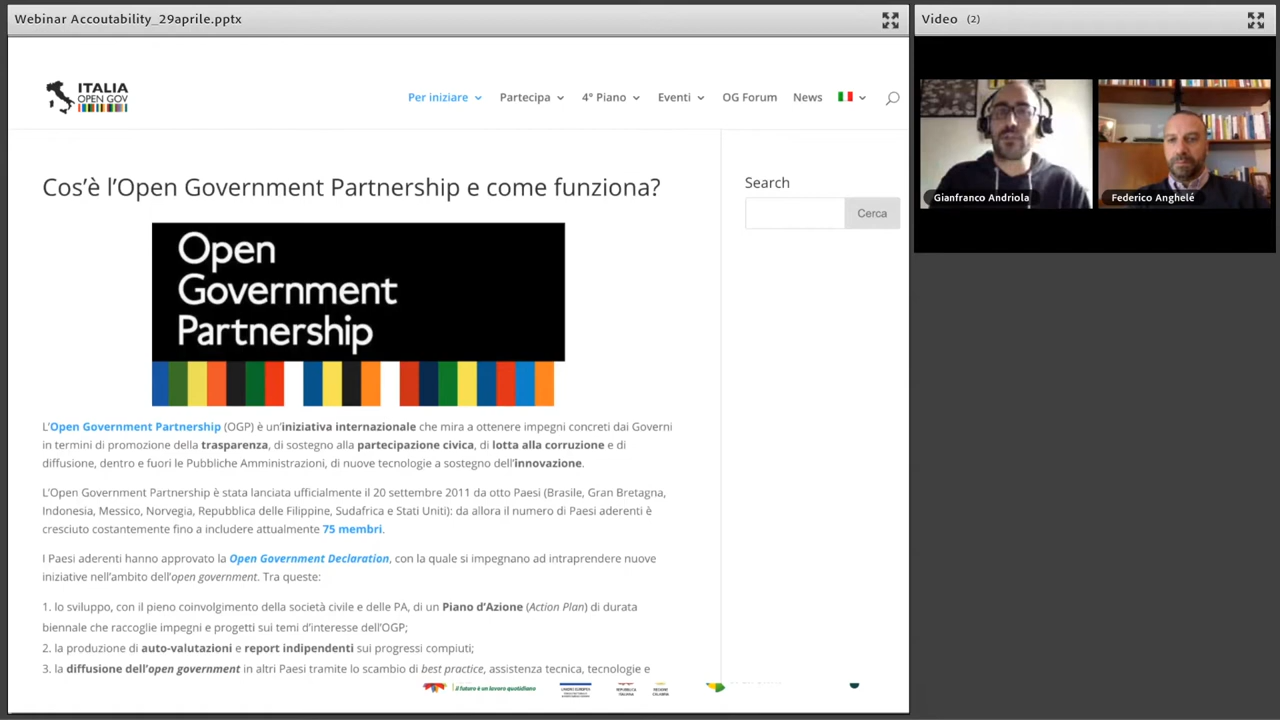 Webinar Accoutability_29aprile.pptx
Video (2)
ITALIA
OPEN GOV
Per iniziare
Partecipa
4° Piano
Eventi
OG Forum
News
Gianfranco Andriola
Federico Anghelé
Cos'è l'Open Government Partnership e come funziona?
Search
Cerca
Open
Government
Partnership
L'Open Government Partnership (OGP) è un'iniziativa internazionale che mira a ottenere impegni concreti dai Governi
in termini di promozione della trasparenza, di sostegno alla partecipazione civica, di lotta alla corruzione e di
diffusione, dentro e fuori le Pubbliche Amministrazioni, di nuove tecnologie a sostegno dell'innovazione.
L'Open Government Partnership è stata lanciata ufficialmente il 20 settembre 2011 da otto Paesi (Brasile, Gran Bretagna,
Indonesia, Messico, Norvegia, Repubblica delle Filippine, Sudafrica e Stati Uniti): da allora il numero di Paesi aderenti è
cresciuto costantemente fino a includere attualmente 75 membri.
I Paesi aderenti hanno approvato la Open Government Declaration, con la quale si impegnano ad intraprendere nuove
iniziative nell'ambito dell'open government. Tra queste:
1. lo sviluppo, con il pieno coinvolgimento della società civile e delle PA, di un Piano d'Azione (Action Plan) di durata
biennale che raccoglie impegni e progetti sui temi d'interesse dell'OGP;
2. la produzione di auto-valutazioni e report indipendenti sui progressi compiuti;
3. la diffusione dell'open government in altri Paesi tramite lo scambio di best practice, assistenza tecnica, tecnologie e
il futuro è un lavoro quotidiano